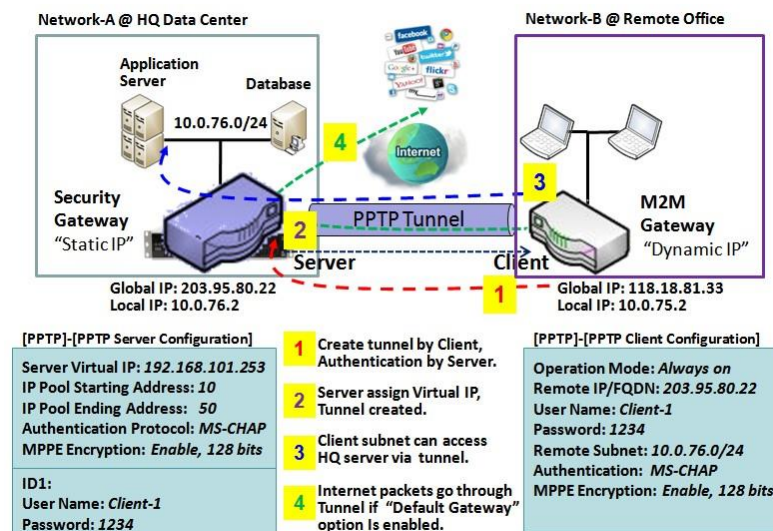 Network-A @ HQ Data Center
Network-B @ Remote Office
Application
Server
Database
10.0.76.0/24
facebook
YouTube
twitter
Google
flickr
YAHOO!
my
Internet
4
3
Security
Gateway
“Static IP”
2
PPTP Tunnel
M2M
Gateway
“Dynamic IP”
Server
Client
1
Global IP: 203.95.80.22
Local IP: 10.0.76.2
Global IP: 118.18.81.33
Local IP: 10.0.75.2
[PPTP]-[PPTP Server Configuration]
Server Virtual IP: 192.168.101.253
IP Pool Starting Address: 10
IP Pool Ending Address: 50
Authentication Protocol: MS-CHAP
MPPE Encryption: Enable, 128 bits
ID1:
User Name: Client-1
Password: 1234
1 Create tunnel by Client,
Authentication by Server.
2 Server assign Virtual IP,
Tunnel created.
3 Client subnet can access
HQ server via tunnel.
4 Internet packets go through
Tunnel if “Default Gateway”
option Is enabled.
[PPTP]-[PPTP Client Configuration]
Operation Mode: Always on
Remote IP/FQDN: 203.95.80.22
User Name: Client-1
Password: 1234
Remote Subnet: 10.0.76.0/24
Authentication: MS-CHAP
MPPE Encryption: Enable, 128 bits